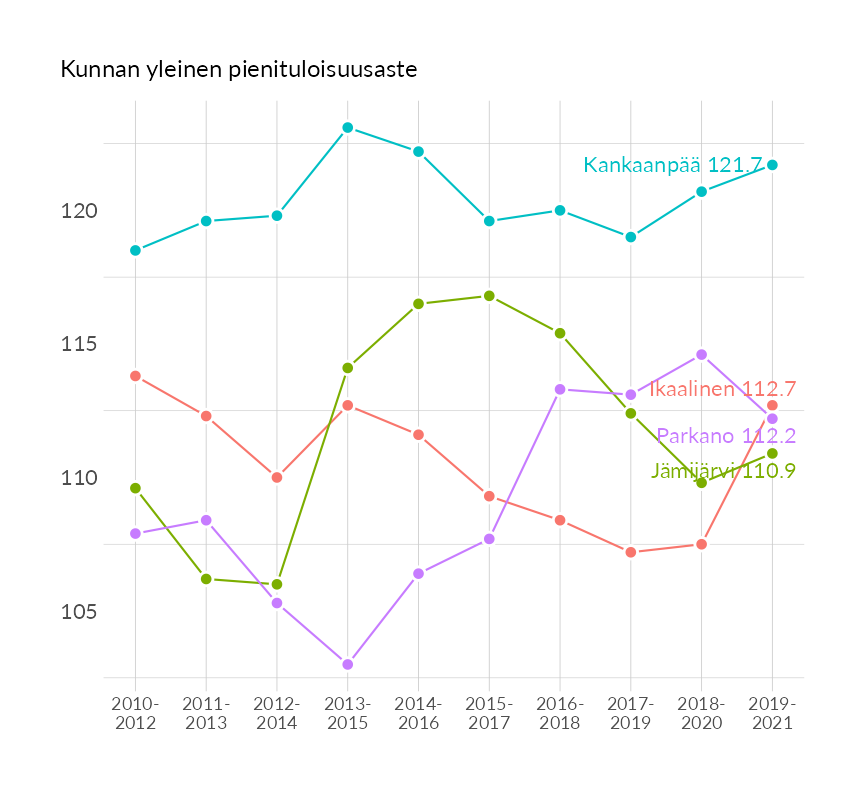 Kunnan yleinen pienituloisuusaste
Kankaanpää 121.7
120
115
Ikaalinen 112.7
Parkano 112.2
Jämijärvi 110.9
110
105
2010- 2011- 2012- 2013- 2014- 2015- 2016- 2017- 2018- 2019-
2012 2013 2014 2015 2016 2017 2018 2019 2020 2021